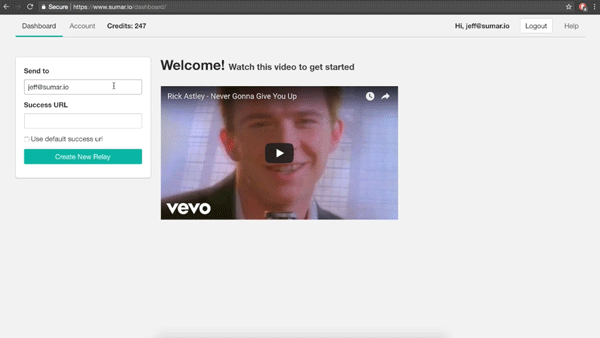 Secure https://www.sumar.io/dashboard/
Dashboard Account Credits: 247 Hi, jeff@sumar.io Logout Help
Send to
jeff@sumar.io
Success URL
Use default success url
Create New Relay
Welcome! Watch this video to get started
Rick Astley - Never Gonna Give You Up
vevo